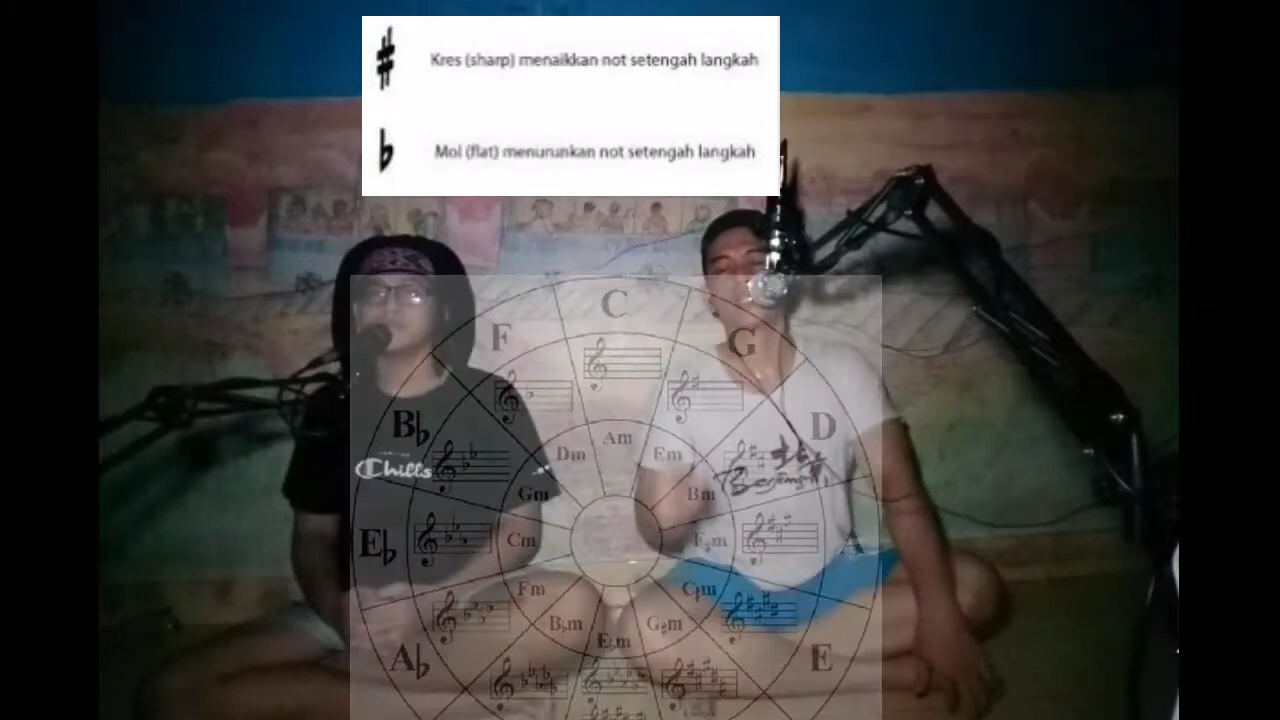 ♯ Kres (sharp) menaikkan not setengah langkah
♭ Mol (flat) menurunkan not setengah langkah
C
F
G
B♭
D
Am
Dm
Em
Chills
Gm
Bm
E♭
Cm
F♯m
A
Fm
C♯m
B♭m
G♯m
E♭m
A♭
E